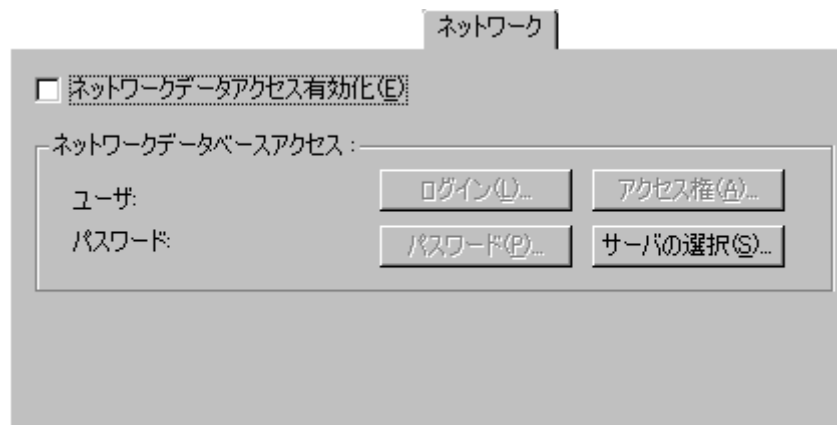 ネットワーク
ネットワークデータアクセス有効化(E)
ネットワークデータベースアクセス:
ユーザ: ログイン(L)... アクセス権(A)...
パスワード: パスワード(P)... サーバの選択(S)...